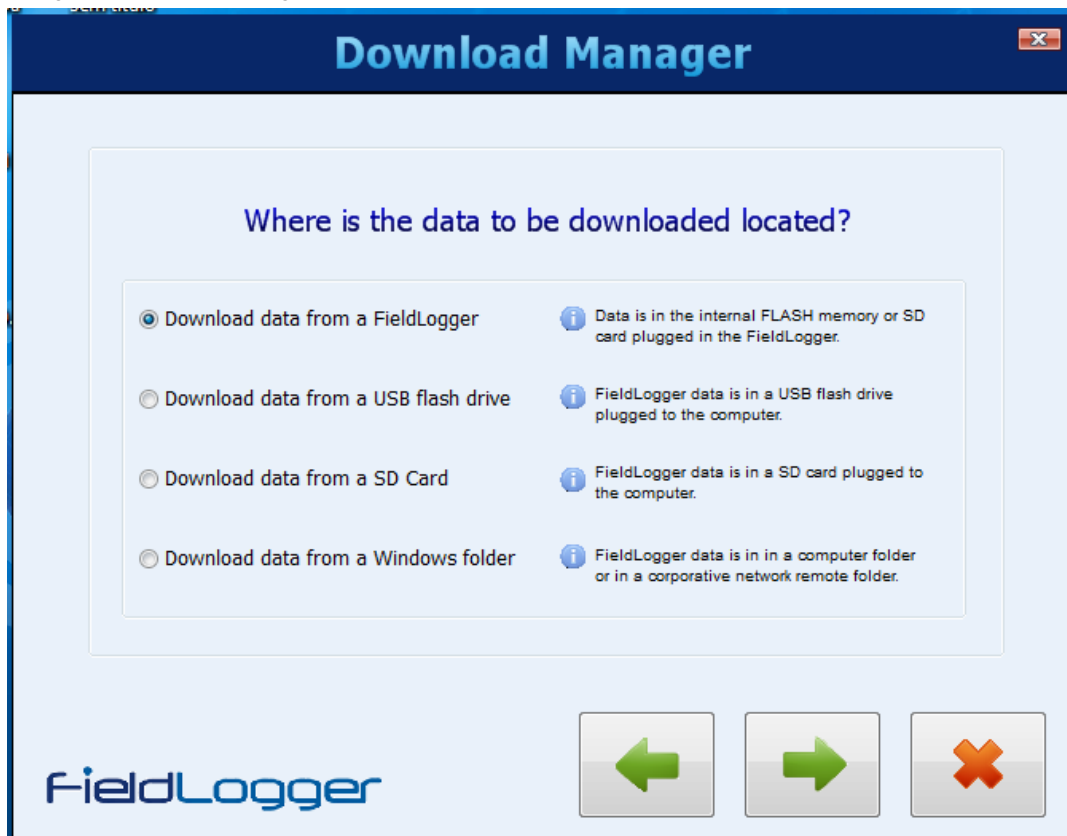 Download Manager
Where is the data to be downloaded located?
Download data from a FieldLogger
Data is in the internal FLASH memory or SD
card plugged in the FieldLogger.
Download data from a USB flash drive
FieldLogger data is in a USB flash drive
plugged to the computer.
Download data from a SD Card
FieldLogger data is in a SD card plugged to
the computer.
Download data from a Windows folder
FieldLogger data is in in a computer folder
or in a corporative network remote folder.
FieldLogger